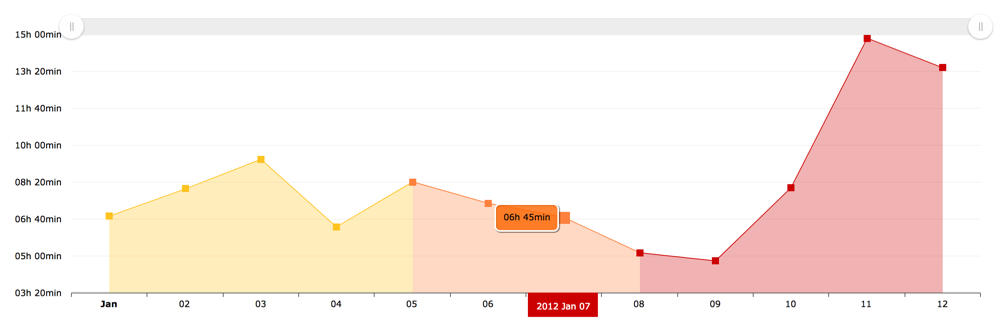 15h 00min
13h 20min
11h 40min
10h 00min
08h 20min
06h 40min
05h 00min
03h 20min
06h 45min
Jan 02 03 04 05 06 2012 Jan 07 08 09 10 11 12